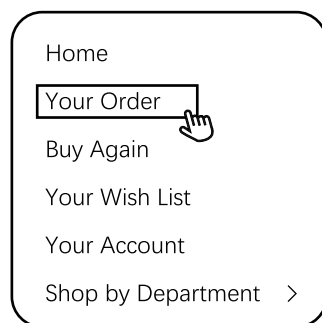 Home
Your Order
Buy Again
Your Wish List
Your Account
Shop by Department >